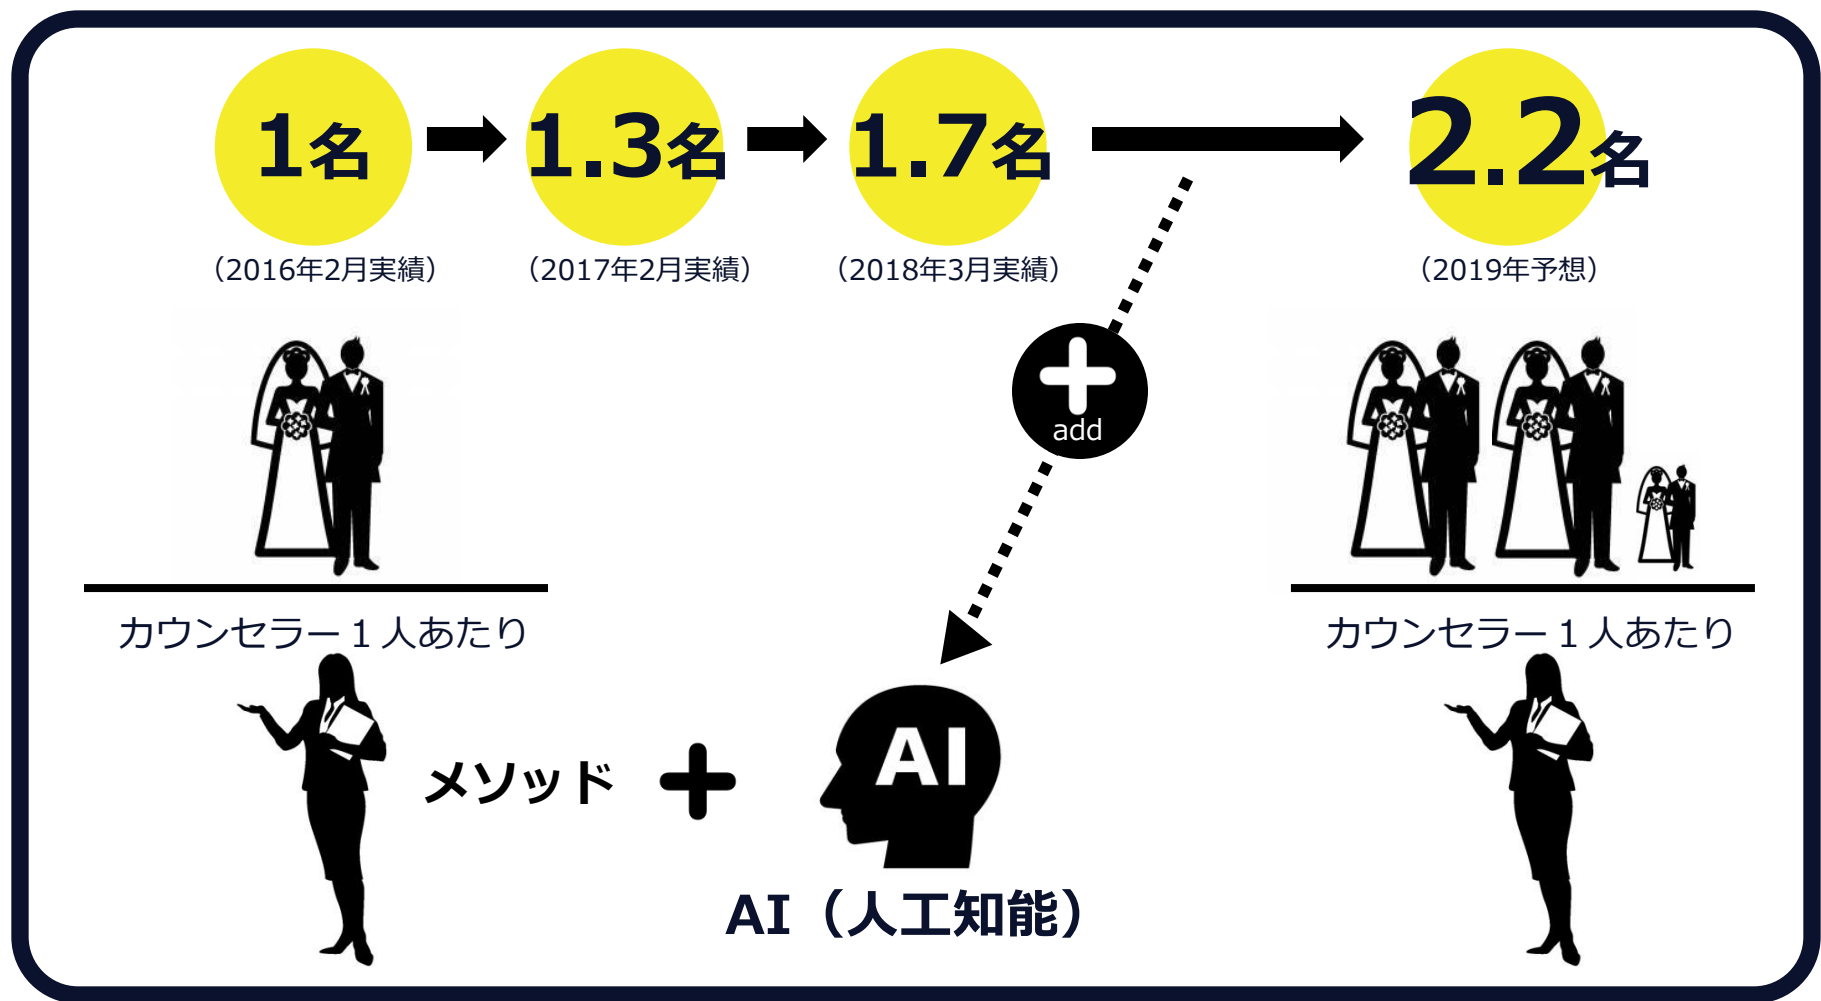 1名
1.3名
1.7名
2.2名
（2016年2月実績）
（2017年2月実績）
（2018年3月実績）
（2019年予想）
add
カウンセラー１人あたり
カウンセラー１人あたり
メソッド
AI
AI（人工知能）